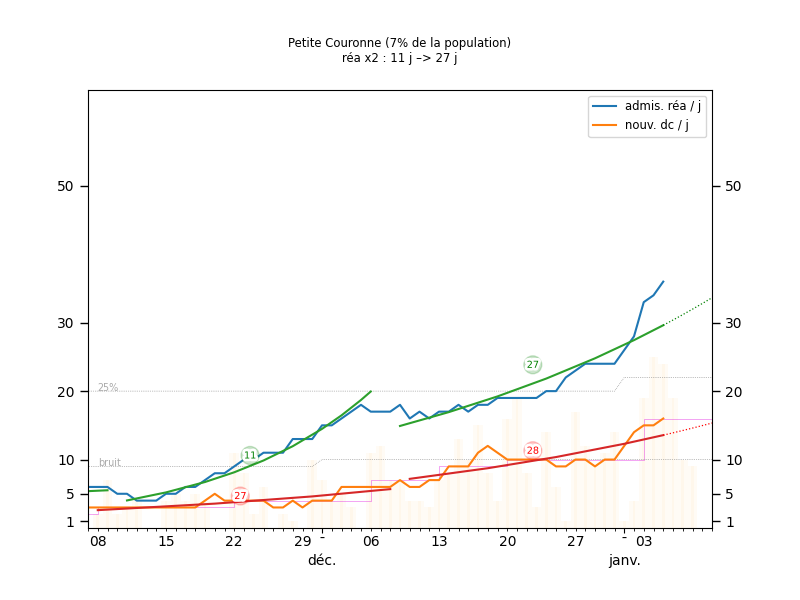 Petite Couronne (7% de la population)
réa x2 : 11 j –> 27 j
admis. réa / j
nouv. dc / j
50 50
30 30
27
25% 20 20
28
11
bruit 10 10
27
5 5
1 1
08 15 22 29 - 06 13 20 27 - 03
déc. janv.